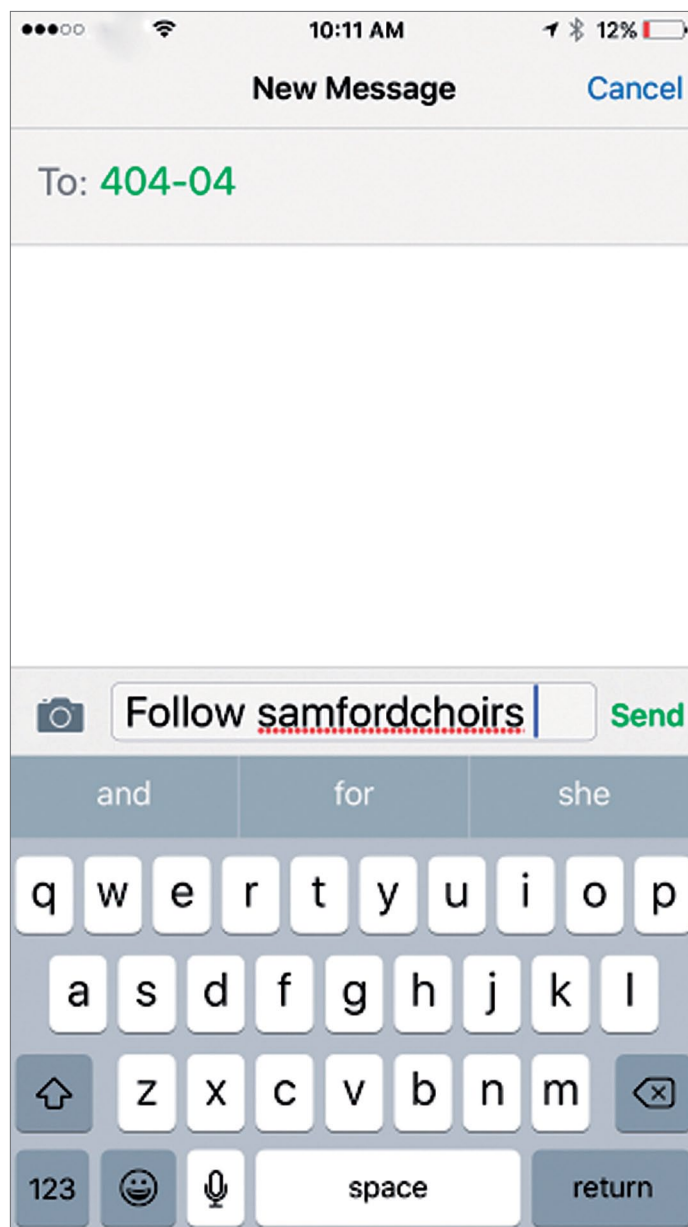 10:11 AM 12%
New Message Cancel
To: 404-04
Follow samfordchoirs Send
and for she
q w e r t y u i o p
a s d f g h j k l
z x c v b n m
123 space return